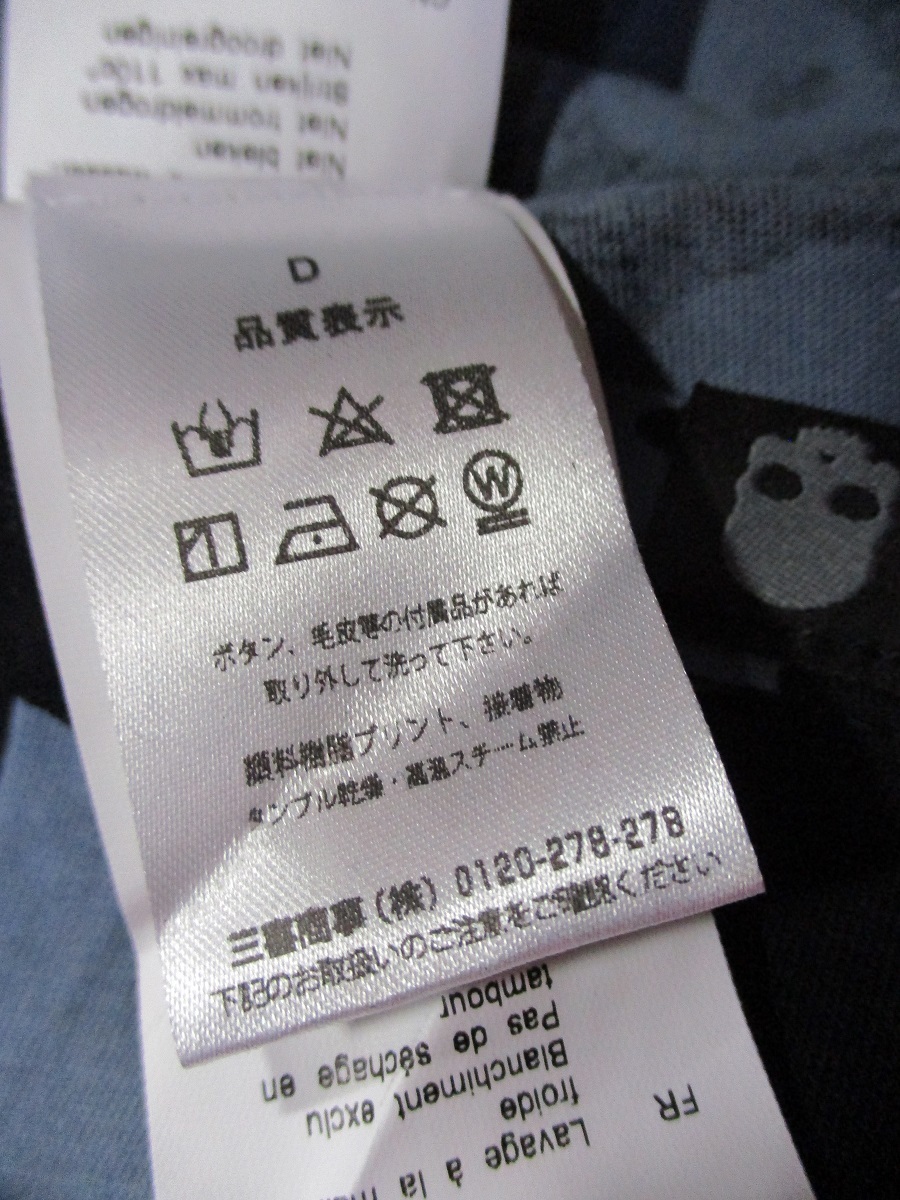 Niet droogreinigen
Strijken max 110c°
Niet trommeldrogen
Niet bleken
D
品質表示
W
ボタン、毛皮等の付属品があれば
取り外して洗って下さい。
顔料樹脂プリント、接着物
タンブル乾燥・高温スチーム禁止
三喜商事(株) 0120-278-278
下記のお取扱いのご注意をご確認ください
FR
Lavage à la
froide
Blanchiment exclu
Pas de séchage en
tambour